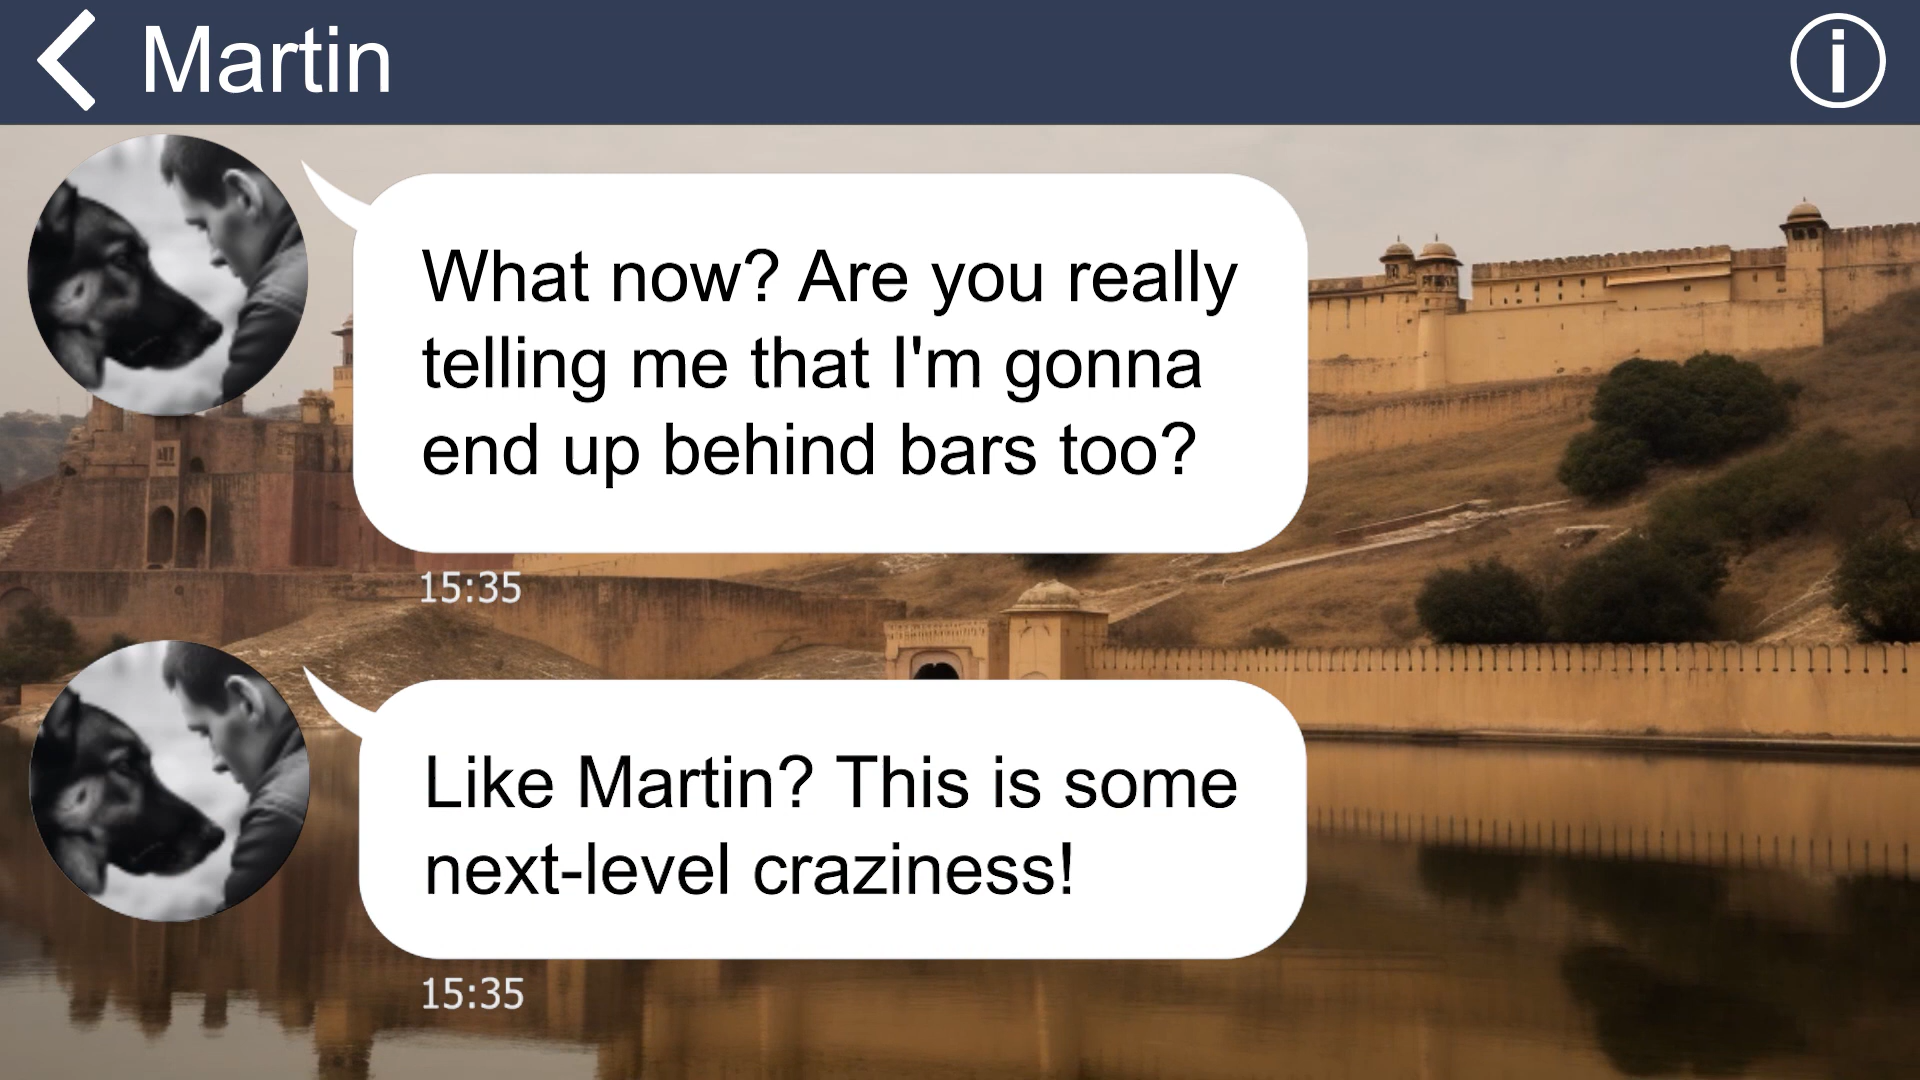 Martin
What now? Are you really
telling me that I'm gonna
end up behind bars too?
15:35
Like Martin? This is some
next-level craziness!
15:35